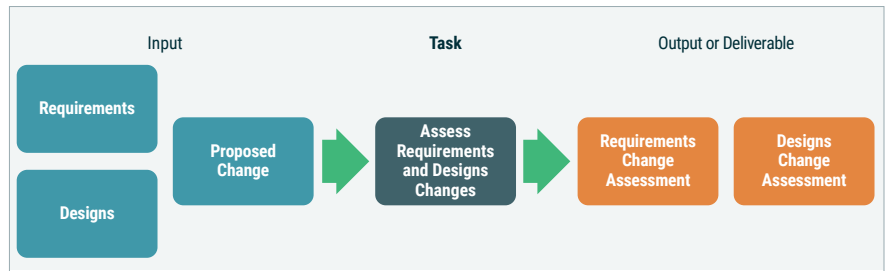 Input
Task
Output or Deliverable
Requirements
Designs
Proposed
Change
Assess
Requirements
and Designs
Changes
Requirements
Change
Assessment
Designs
Change
Assessment